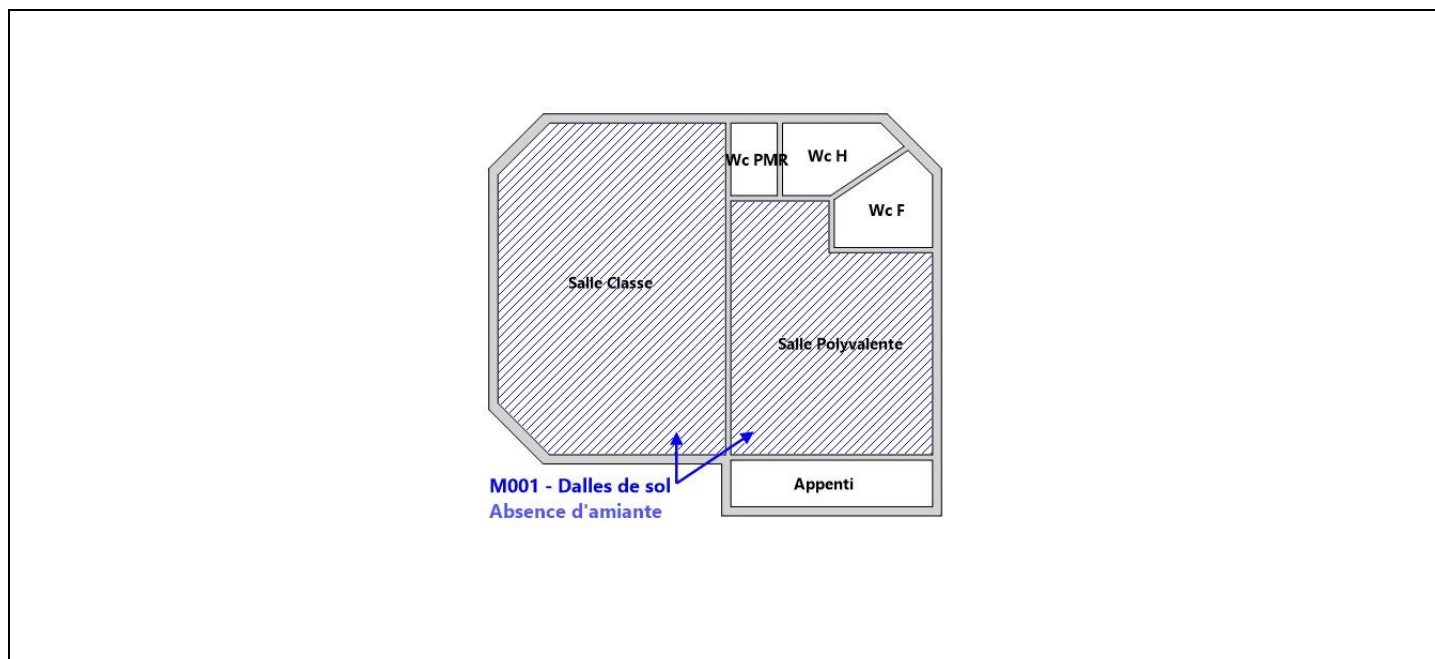 Wc PMR
Wc H
Wc F
Salle Classe
Salle Polyvalente
M001 - Dalles de sol
Absence d'amiante
Appenti